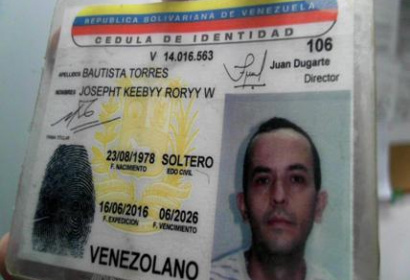 REPUBLICA BOLIVARIANA DE VENEZUELA
CEDULA DE IDENTIDAD
V 14.016.563
106
APELLIDOS BAUTISTA TORRES
Juan Dugarte
Director
NOMBRES JOSEPHT KEEBYY RORYY W
FIRMA TITULAR
23/08/1978 SOLTERO
F. NACIMIENTO EDO CIVIL
16/06/2016 06/2026
F. EXPEDICION F. VENCIMIENTO
VENEZOLANO